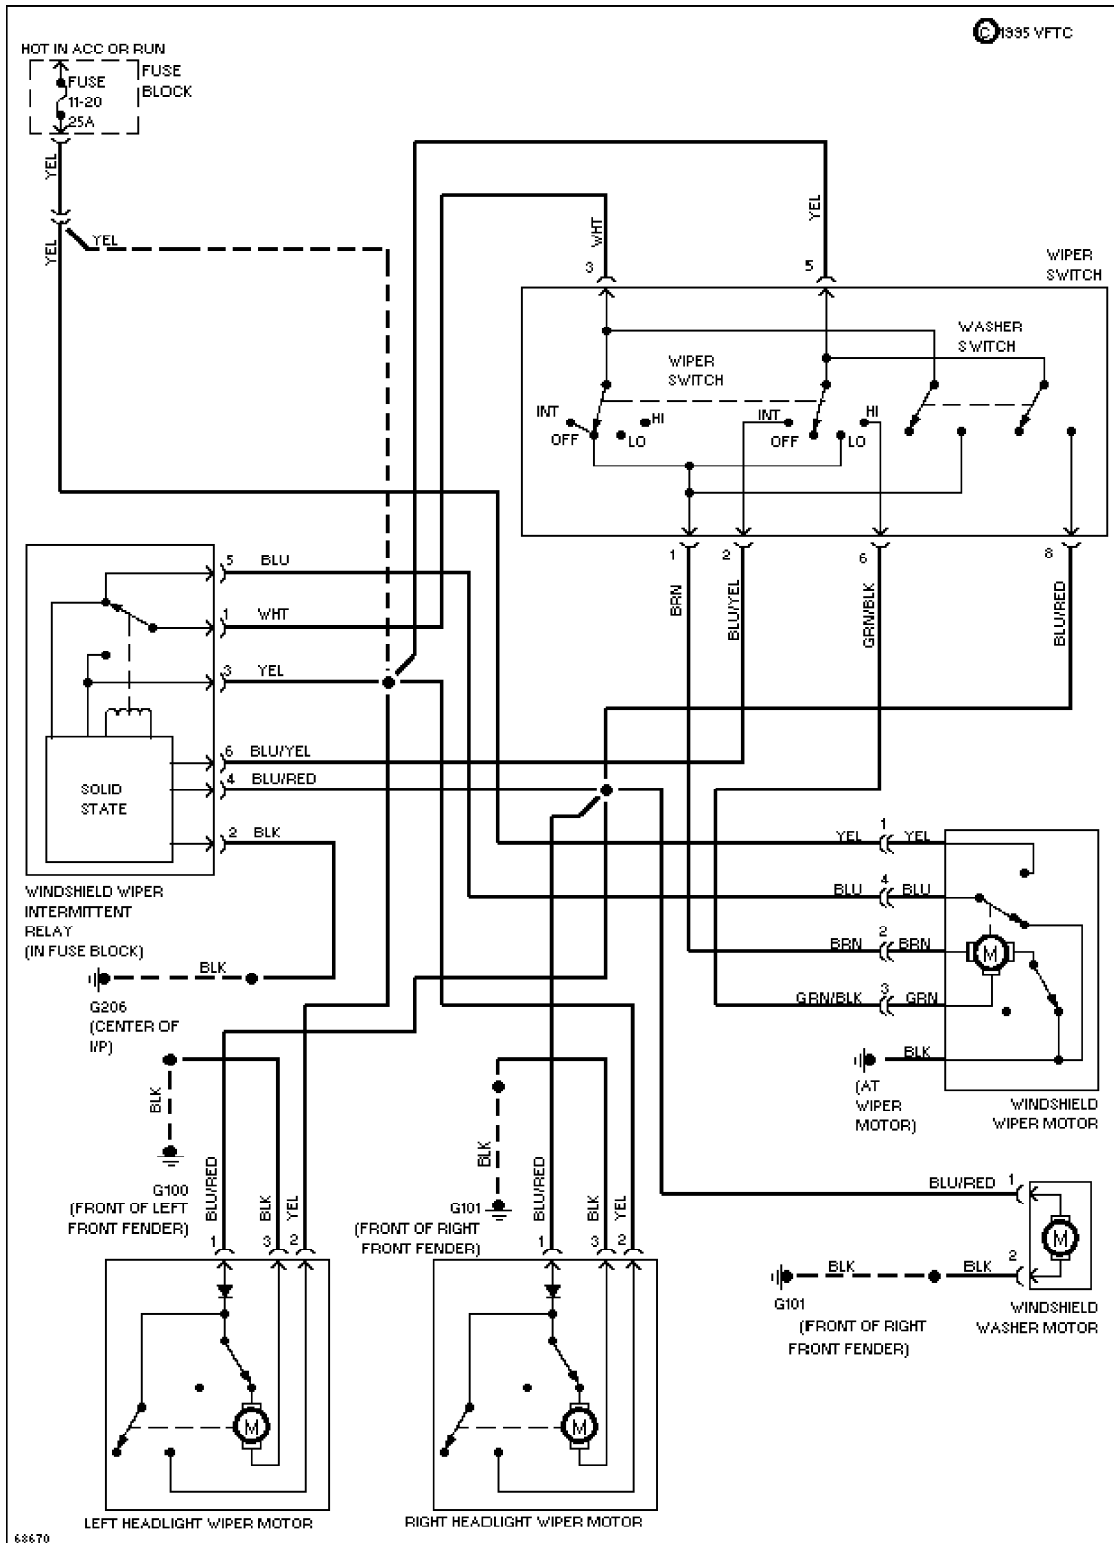 © 1995 VFTC
HOT IN ACC OR RUN
FUSE
11-20
25A
FUSE
BLOCK
YEL
YEL
YEL
WHT
3
YEL
5
WIPER
SWITCH
WASHER
SWITCH
WIPER
SWITCH
INT
OFF
LO
HI
INT
OFF
LO
HI
1
2
6
8
BRN
BLU/YEL
GRN/BLK
BLU/RED
5 BLU
1 WHT
3 YEL
6 BLU/YEL
4 BLU/RED
2 BLK
SOLID
STATE
WINDSHIELD WIPER
INTERMITTENT
RELAY
(IN FUSE BLOCK)
BLK
G206
(CENTER OF
I/P)
YEL 1 YEL
BLU 4 BLU
BRN 2 BRN
GRN/BLK 3 GRN
BLK
M
(AT
WIPER
MOTOR)
WINDSHIELD
WIPER MOTOR
BLK
G100
(FRONT OF LEFT
FRONT FENDER)
BLU/RED
BLK
YEL
1
3
2
BLK
G101
(FRONT OF RIGHT
FRONT FENDER)
BLU/RED
BLK
YEL
1
3
2
BLU/RED 1
M
2
BLK
BLK
G101
(FRONT OF RIGHT
FRONT FENDER)
WINDSHIELD
WASHER MOTOR
M
M
LEFT HEADLIGHT WIPER MOTOR
RIGHT HEADLIGHT WIPER MOTOR
68670